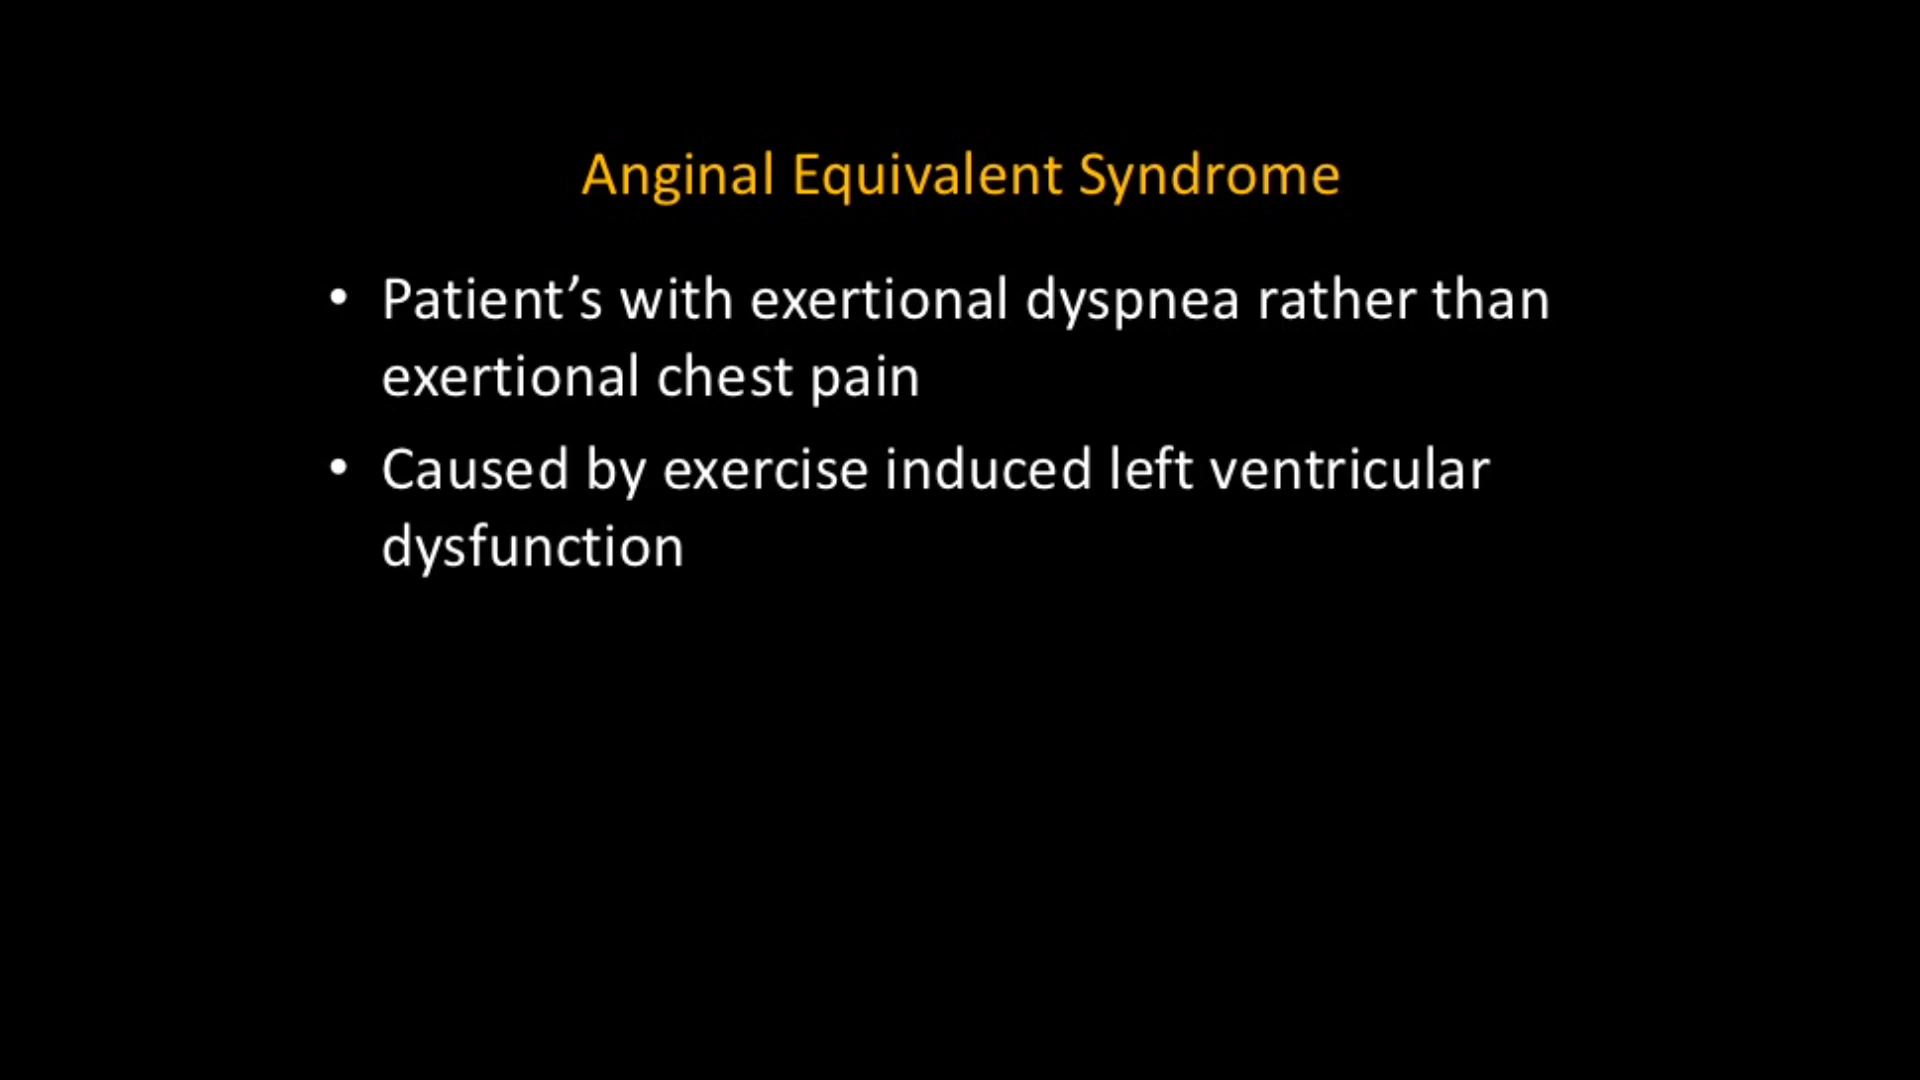 Anginal Equivalent Syndrome
• Patient’s with exertional dyspnea rather than
exertional chest pain
• Caused by exercise induced left ventricular
dysfunction